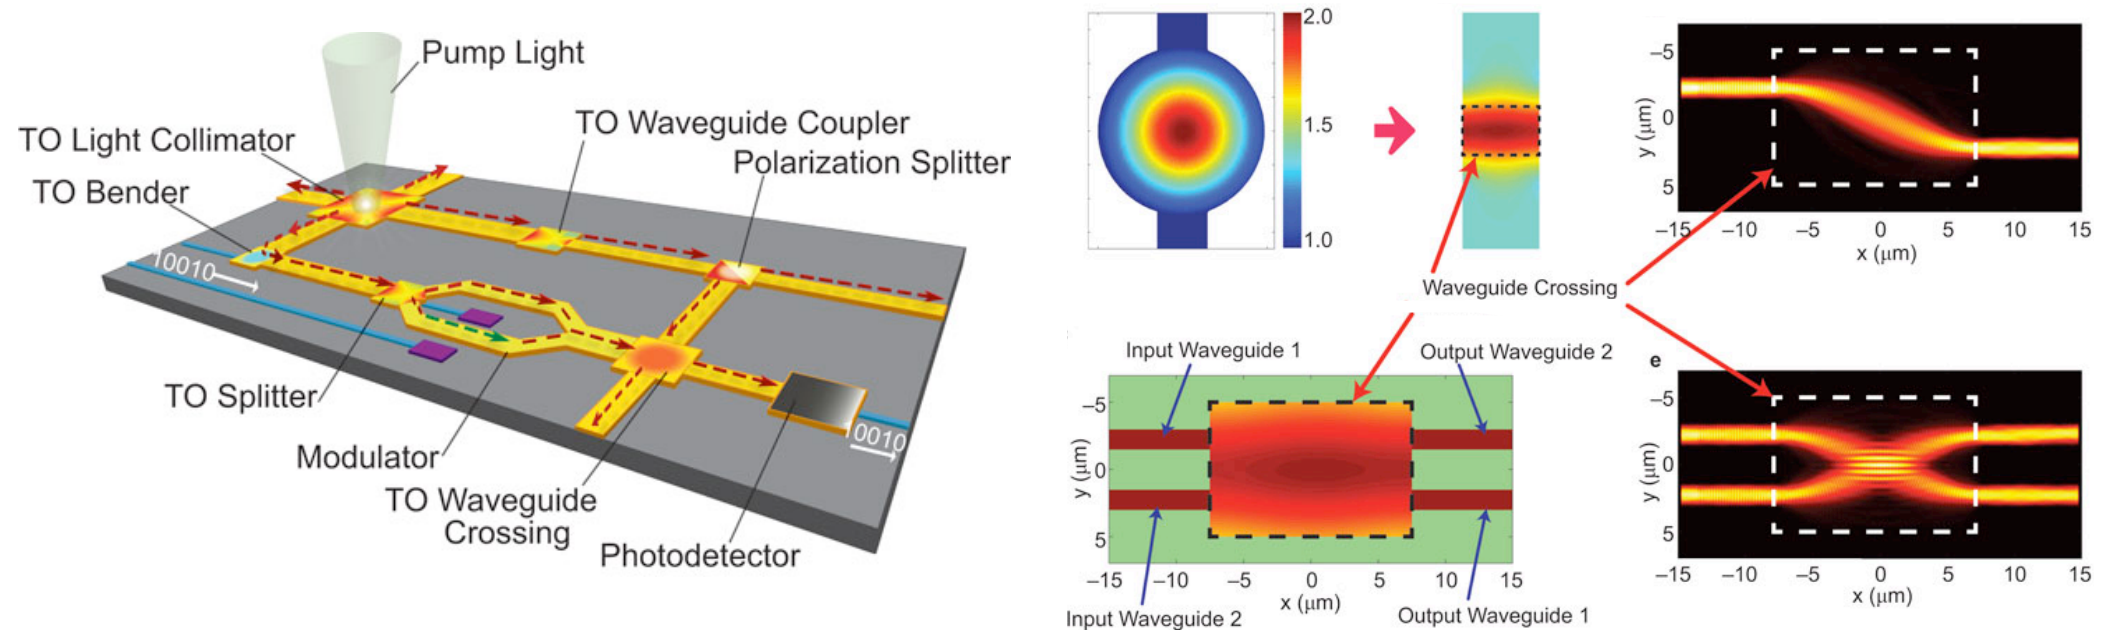 Pump Light
TO Light Collimator
TO Waveguide Coupler
Polarization Splitter
TO Bender
10010
TO Splitter
Modulator
TO Waveguide
Crossing
Photodetector
10010
2.0
1.5
1.0
Waveguide Crossing
Input Waveguide 1
Output Waveguide 2
–5
0
5
y (μm)
–15
–10
–5
0
5
10
15
x (μm)
Input Waveguide 2
Output Waveguide 1
–5
0
5
y (μm)
–15
–10
–5
0
5
10
15
x (μm)
e
–5
0
5
y (μm)
–15
–10
–5
0
5
10
15
x (μm)